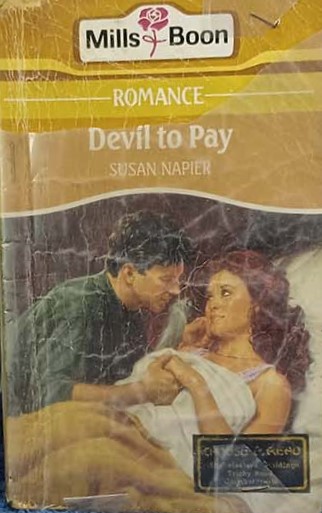 Mills & Boon
ROMANCE
Devil to Pay
SUSAN NAPIER